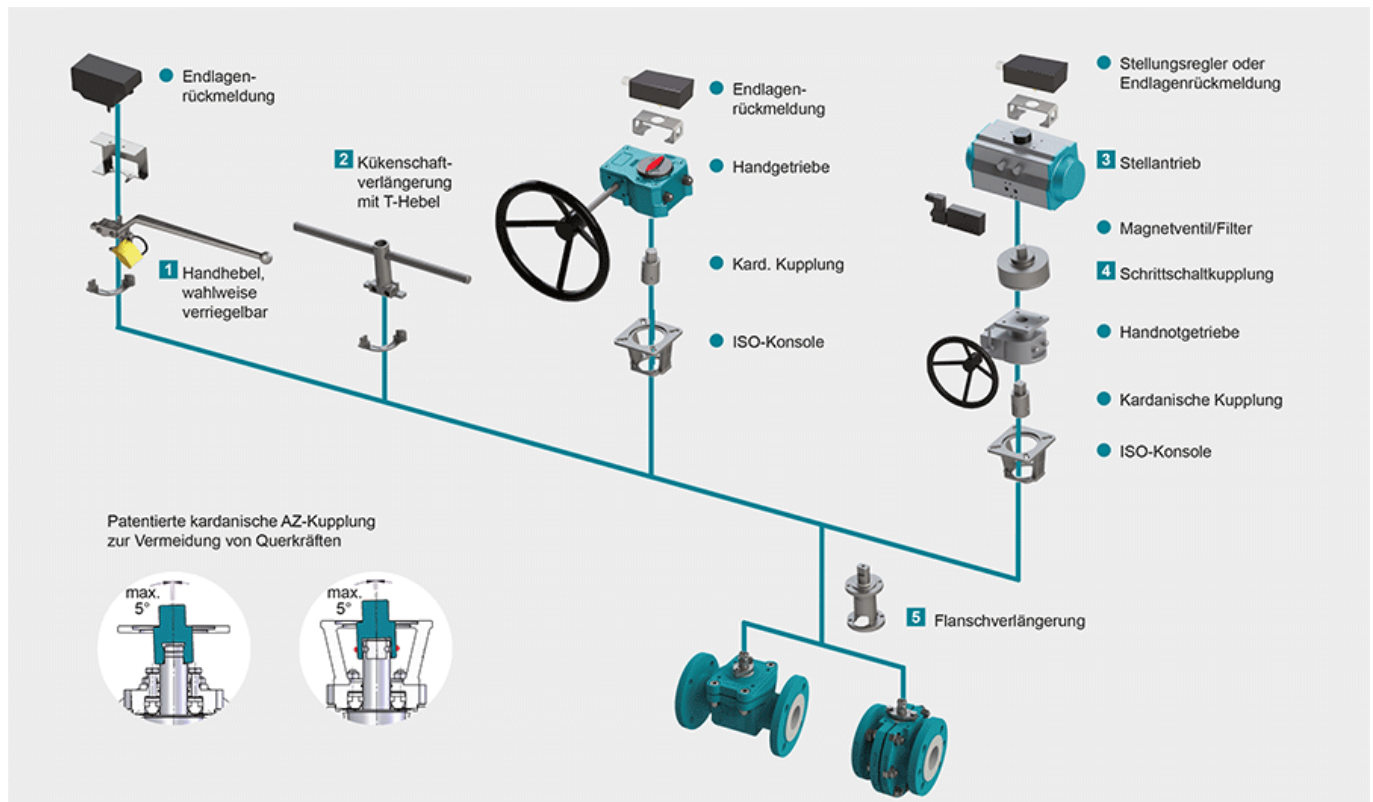 Endlagen-
rückmeldung
1 Handhebel,
wahlweise
verriegelbar
2 Kükenschaft-
verlängerung
mit T-Hebel
Endlagen-
rückmeldung
Handgetriebe
Kard. Kupplung
ISO-Konsole
Stellungsregler oder
Endlagenrückmeldung
3 Stellantrieb
Magnetventil/Filter
4 Schrittschaltkupplung
Handnotgetriebe
Kardanische Kupplung
ISO-Konsole
5 Flanschverlängerung
Patentierte kardanische AZ-Kupplung
zur Vermeidung von Querkräften
max.
5°
max.
5°